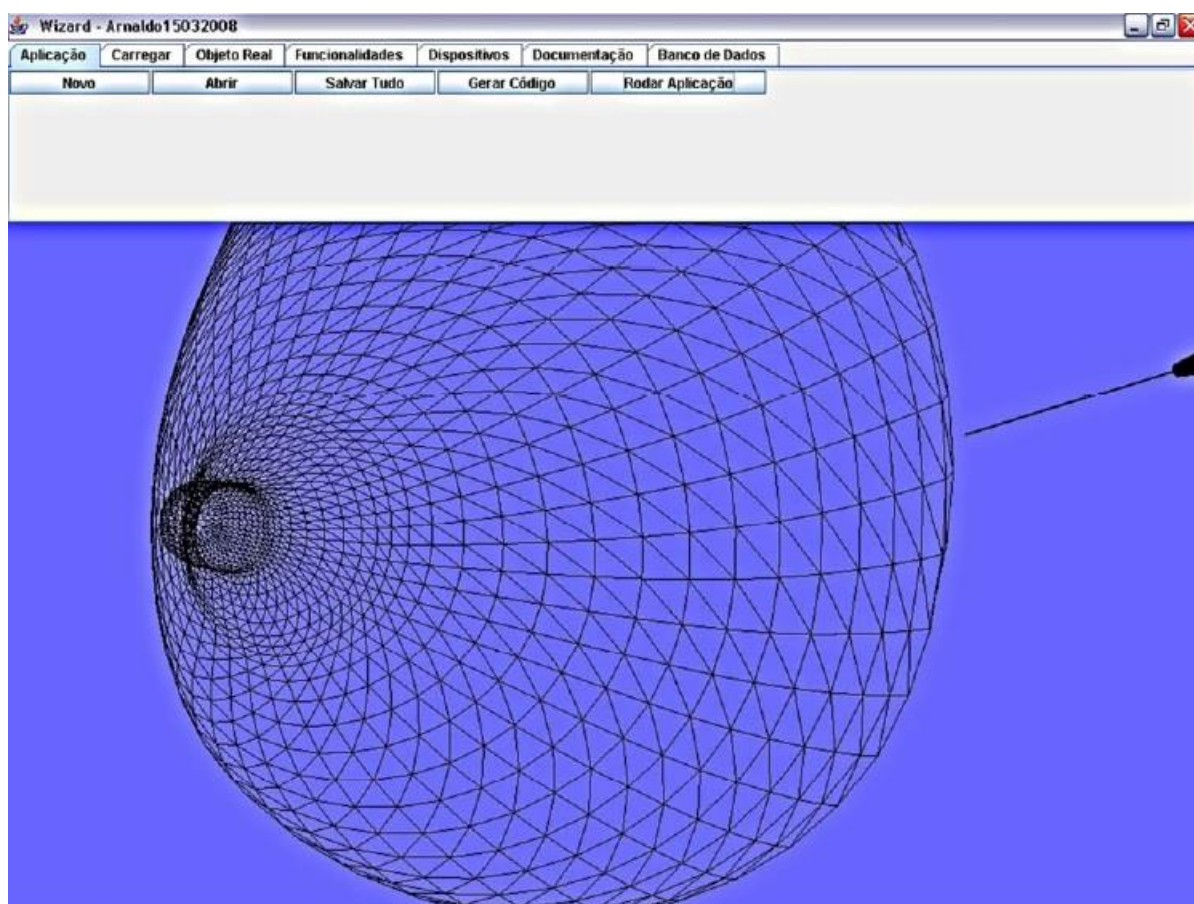 Wizard - Arnaldo15032008
Aplicação Carregar Objeto Real Funcionalidades Dispositivos Documentação Banco de Dados
Novo Abrir Salvar Tudo Gerar Código Rodar Aplicação